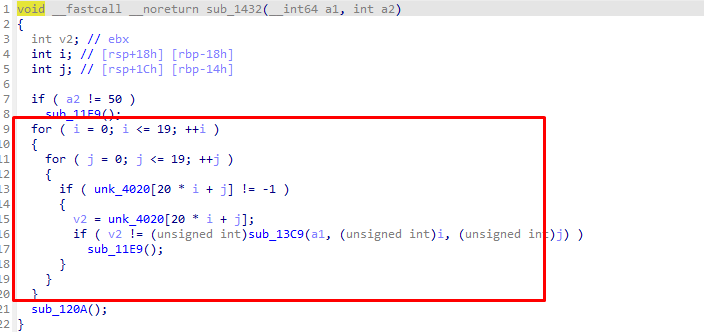 1 void __fastcall __noreturn sub_1432(__int64 a1, int a2)
2 {
3 int v2; // ebx
4 int i; // [rsp+18h] [rbp-18h]
5 int j; // [rsp+1Ch] [rbp-14h]
6
7 if ( a2 != 50 )
8 sub_11E9();
9 for ( i = 0; i <= 19; ++i )
10 {
11 for ( j = 0; j <= 19; ++j )
12 {
13 if ( unk_4020[20 * i + j] != -1 )
14 {
15 v2 = unk_4020[20 * i + j];
16 if ( v2 != (unsigned int)sub_13C9(a1, (unsigned int)i, (unsigned int)j) )
17 sub_11E9();
18 }
19 }
20 }
21 sub_120A();
22 }